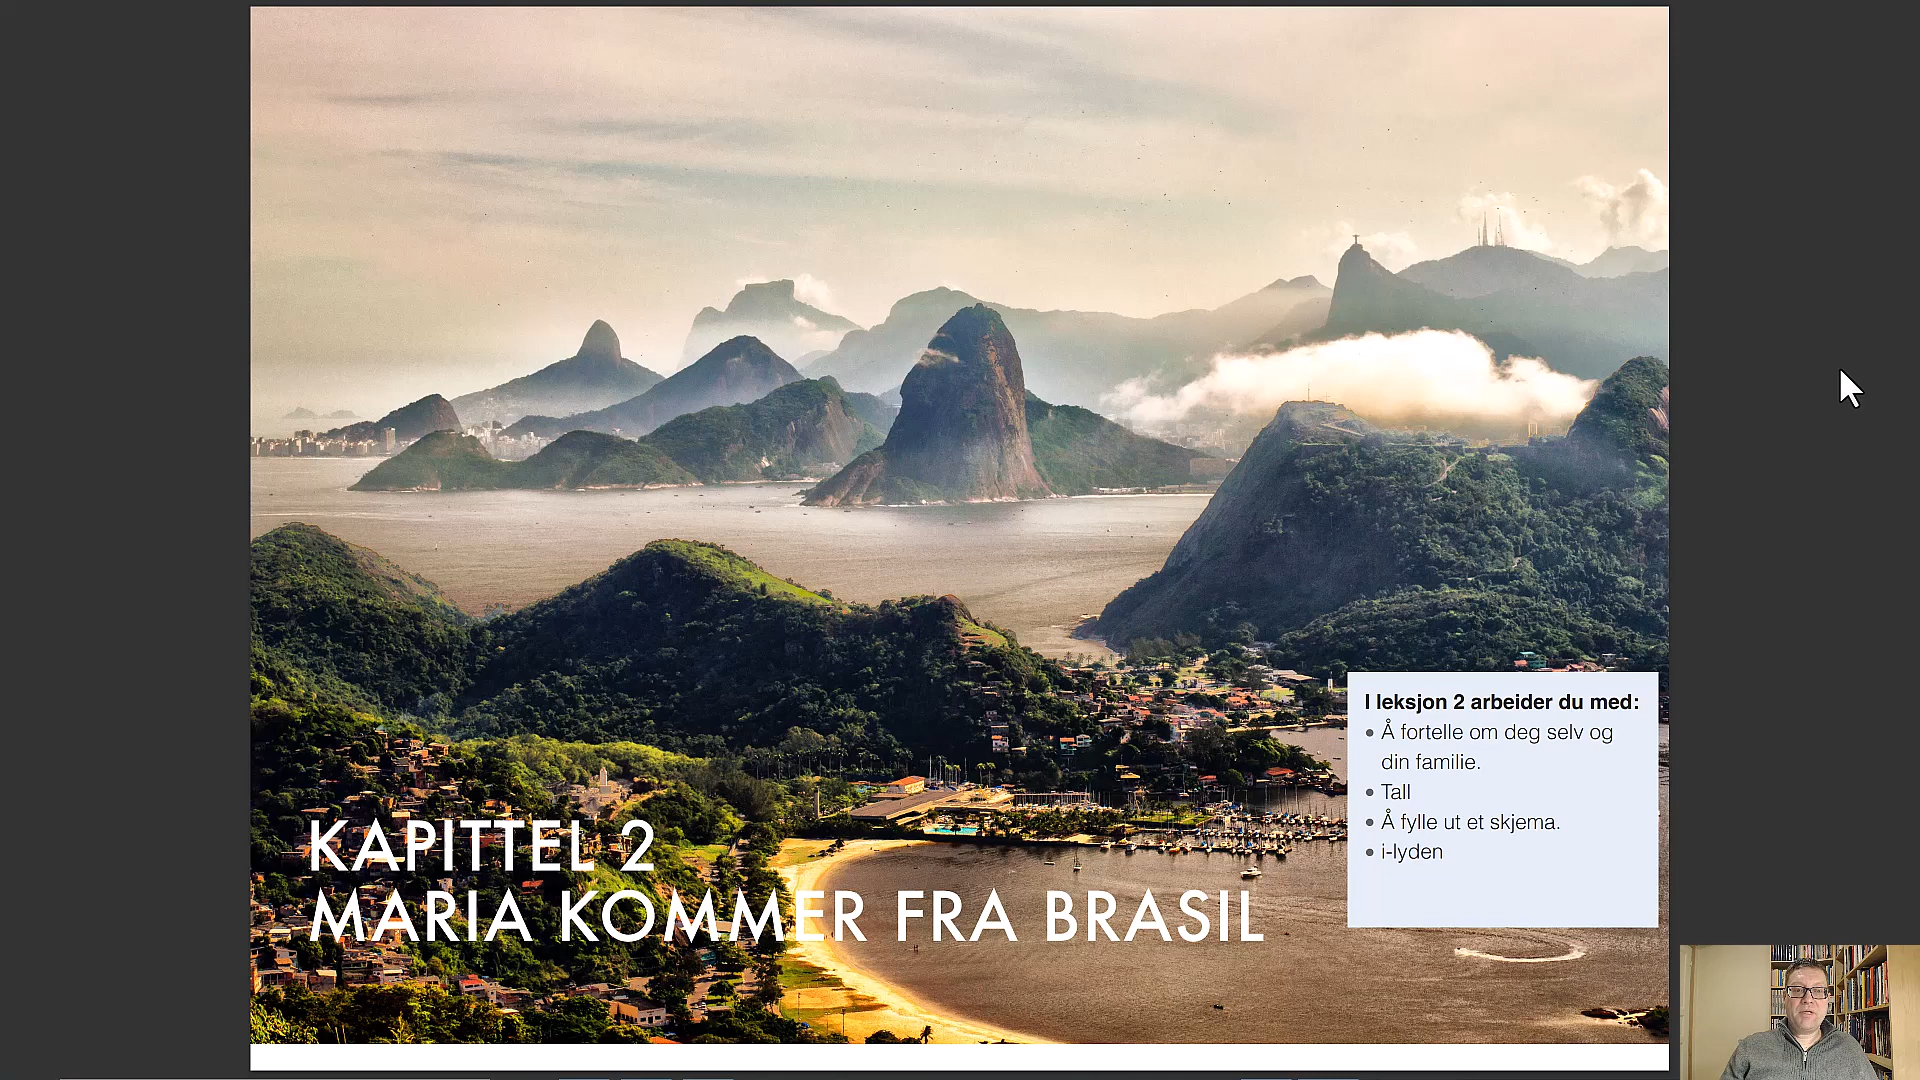 I leksjon 2 arbeider du med:
• Å fortelle om deg selv og
din familie.
• Tall
• Å fylle ut et skjema.
• i-lyden
KAPITTEL 2
MARIA KOMMER FRA BRASIL